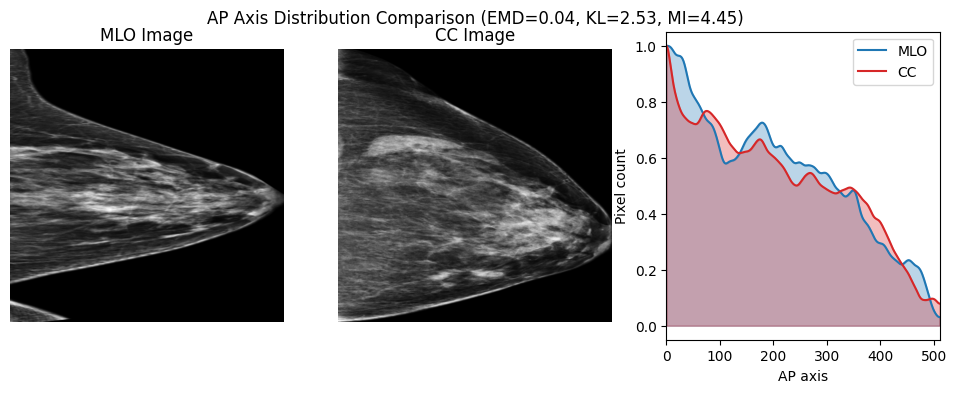 AP Axis Distribution Comparison (EMD=0.04, KL=2.53, MI=4.45)
MLO Image
CC Image
MLO
CC
Pixel count
1.0
0.8
0.6
0.4
0.2
0.0
0 100 200 300 400 500
AP axis